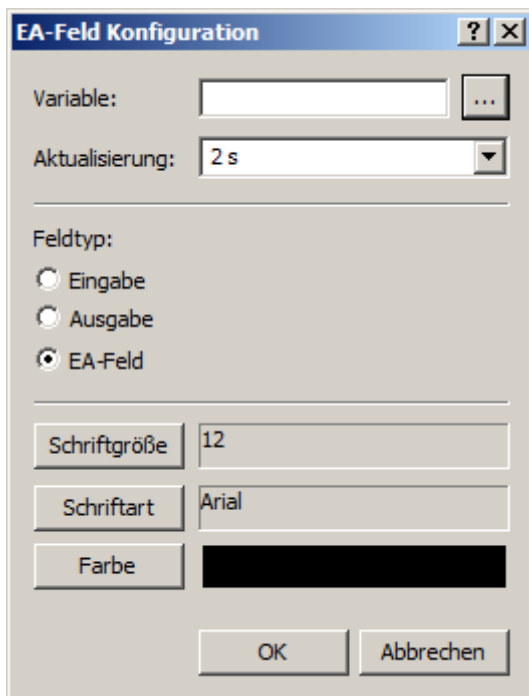 EA-Feld Konfiguration
Variable: ...
Aktualisierung: 2 s
Feldtyp:
Eingabe
Ausgabe
EA-Feld
Schriftgröße 12
Schriftart Arial
Farbe
OK Abbrechen